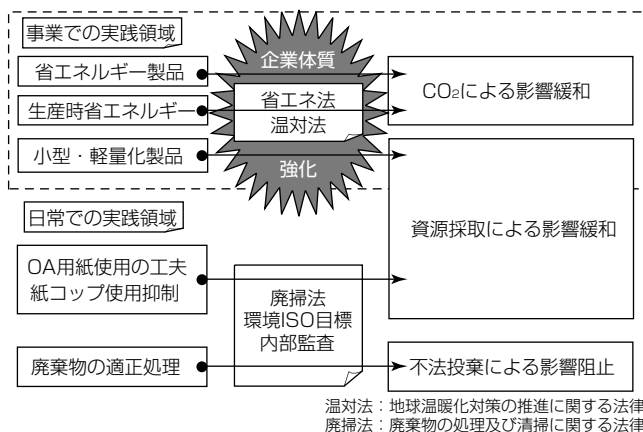 事業での実践領域
企業体質
省エネルギー製品
省エネ法
CO₂による影響緩和
生産時省エネルギー
温対法
小型・軽量化製品
強化
日常での実践領域
資源採取による影響緩和
OA用紙使用の工夫
紙コップ使用抑制
廃掃法
環境ISO目標
内部監査
廃棄物の適正処理
不法投棄による影響阻止
温対法：地球温暖化対策の推進に関する法律
廃掃法：廃棄物の処理及び清掃に関する法律